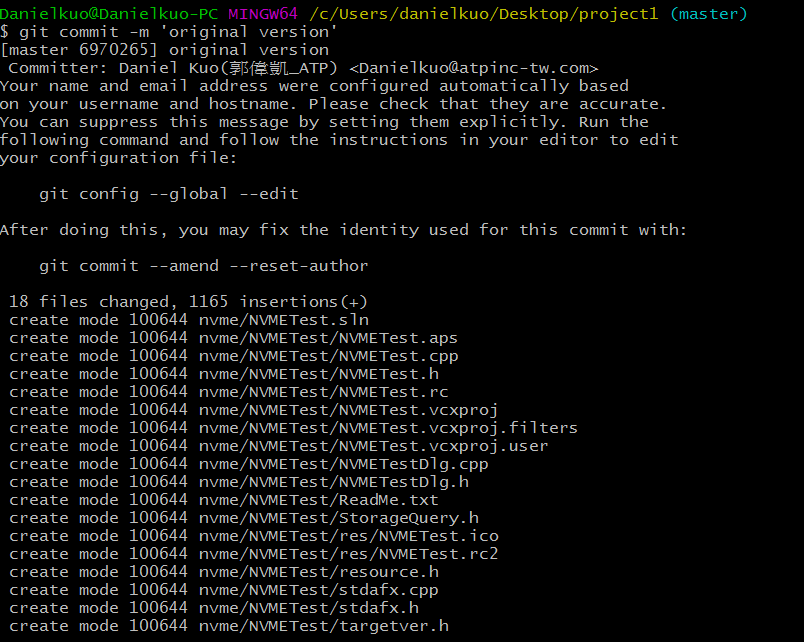 Danielkuo@Danielkuo-PC MINGW64 /c/Users/danielkuo/Desktop/project1 (master)
$ git commit -m 'original version'
[master 6970265] original version
 Committer: Daniel Kuo(郭偉凱_ATP) <Danielkuo@atpinc-tw.com>
Your name and email address were configured automatically based
on your username and hostname. Please check that they are accurate.
You can suppress this message by setting them explicitly. Run the
following command and follow the instructions in your editor to edit
your configuration file:

    git config --global --edit

After doing this, you may fix the identity used for this commit with:

    git commit --amend --reset-author

 18 files changed, 1165 insertions(+)
 create mode 100644 nvme/NVMETest.sln
 create mode 100644 nvme/NVMETest/NVMETest.aps
 create mode 100644 nvme/NVMETest/NVMETest.cpp
 create mode 100644 nvme/NVMETest/NVMETest.h
 create mode 100644 nvme/NVMETest/NVMETest.rc
 create mode 100644 nvme/NVMETest/NVMETest.vcxproj
 create mode 100644 nvme/NVMETest/NVMETest.vcxproj.filters
 create mode 100644 nvme/NVMETest/NVMETest.vcxproj.user
 create mode 100644 nvme/NVMETest/NVMETestDlg.cpp
 create mode 100644 nvme/NVMETest/NVMETestDlg.h
 create mode 100644 nvme/NVMETest/ReadMe.txt
 create mode 100644 nvme/NVMETest/StorageQuery.h
 create mode 100644 nvme/NVMETest/res/NVMETest.ico
 create mode 100644 nvme/NVMETest/res/NVMETest.rc2
 create mode 100644 nvme/NVMETest/resource.h
 create mode 100644 nvme/NVMETest/stdafx.cpp
 create mode 100644 nvme/NVMETest/stdafx.h
 create mode 100644 nvme/NVMETest/targetver.h